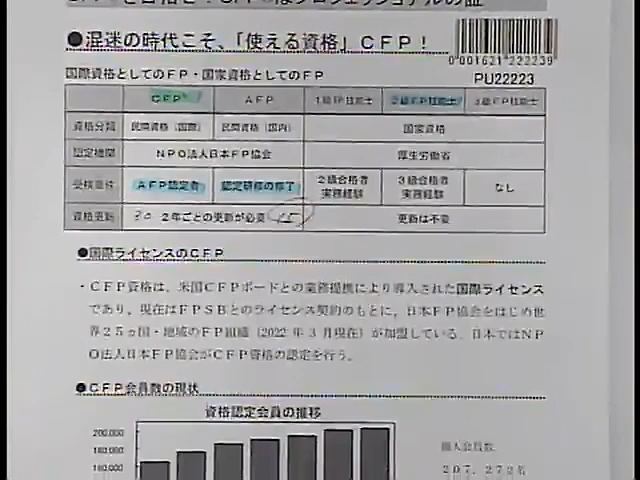 ●混迷の時代こそ、「使える資格」ＣＦＰ！
0001621222239
PU22223
国際資格としてのＦＰ・国家資格としてのＦＰ
ＣＦＰ ＡＦＰ １級FP技能士 ２級FP技能士 ３級FP技能士
資格分類 民間資格（国際） 民間資格（国内） 国家資格
認定機関 ＮＰＯ法人日本ＦＰ協会 厚生労働省
受検要件 ＡＦＰ認定者 認定研修の修了 ２級合格者 実務経験 ３級合格者 実務経験 なし
資格更新 30 ２年ごとの更新が必要 15 更新は不要
●国際ライセンスのＣＦＰ
・ＣＦＰ資格は、米国ＣＦＰボードとの業務提携により導入された国際ライセンス
であり、現在はＦＰＳＢとのライセンス契約のもとに、日本ＦＰ協会をはじめ世
界２５ヵ国・地域のＦＰ組織（2022 年 3 月現在）が加盟している。日本ではＮＰ
Ｏ法人日本ＦＰ協会がＣＦＰ資格の認定を行う。
●ＣＦＰ会員数の現状
資格認定会員の推移
200,000
180,000
160,000
個人会員数
２０７，２７２名